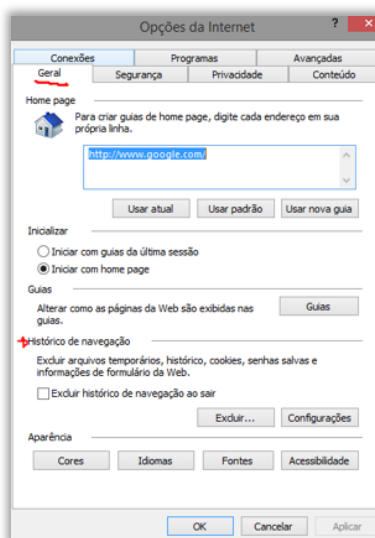 Opções da Internet
? ×
Conexões Programas Avançadas
Geral Segurança Privacidade Conteúdo
Home page
Para criar guias de home page, digite cada endereço em sua
própria linha.
http://www.google.com/
Usar atual Usar padrão Usar nova guia
Inicializar
Iniciar com guias da última sessão
Iniciar com home page
Guias
Alterar como as páginas da Web são exibidas nas
guias.
Guias
Histórico de navegação
Excluir arquivos temporários, histórico, cookies, senhas salvas e
informações de formulário da Web.
Excluir histórico de navegação ao sair
Excluir... Configurações
Aparência
Cores Idiomas Fontes Acessibilidade
OK Cancelar Aplicar